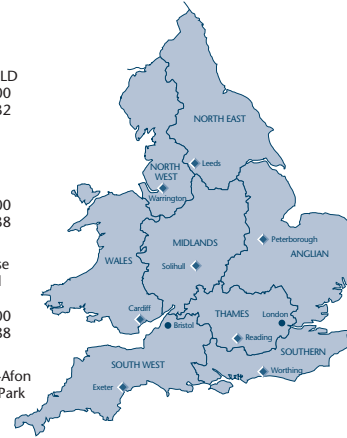 LD
00
32
00
38
se
d
00
38
-Afon
Park
NORTH EAST
Leeds
NORTH
WEST
Warrington
Peterborough
ANGLIAN
MIDLANDS
Solihull
WALES
Cardiff
Bristol
THAMES
London
Reading
SOUTHERN
Worthing
SOUTH WEST
Exeter